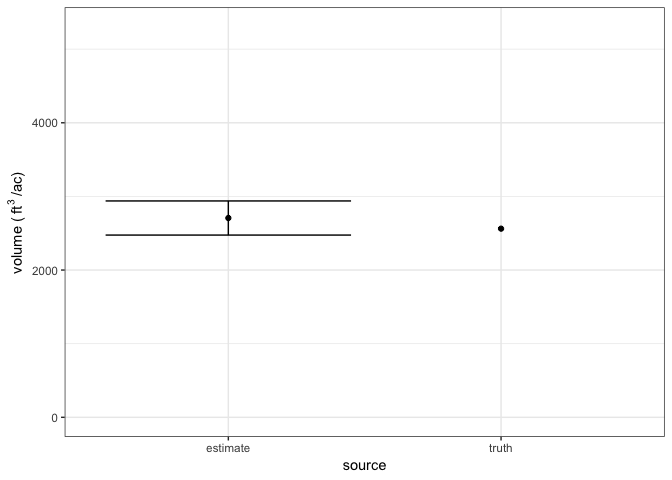 volume ( ft³ /ac)
4000
2000
0
estimate truth
source